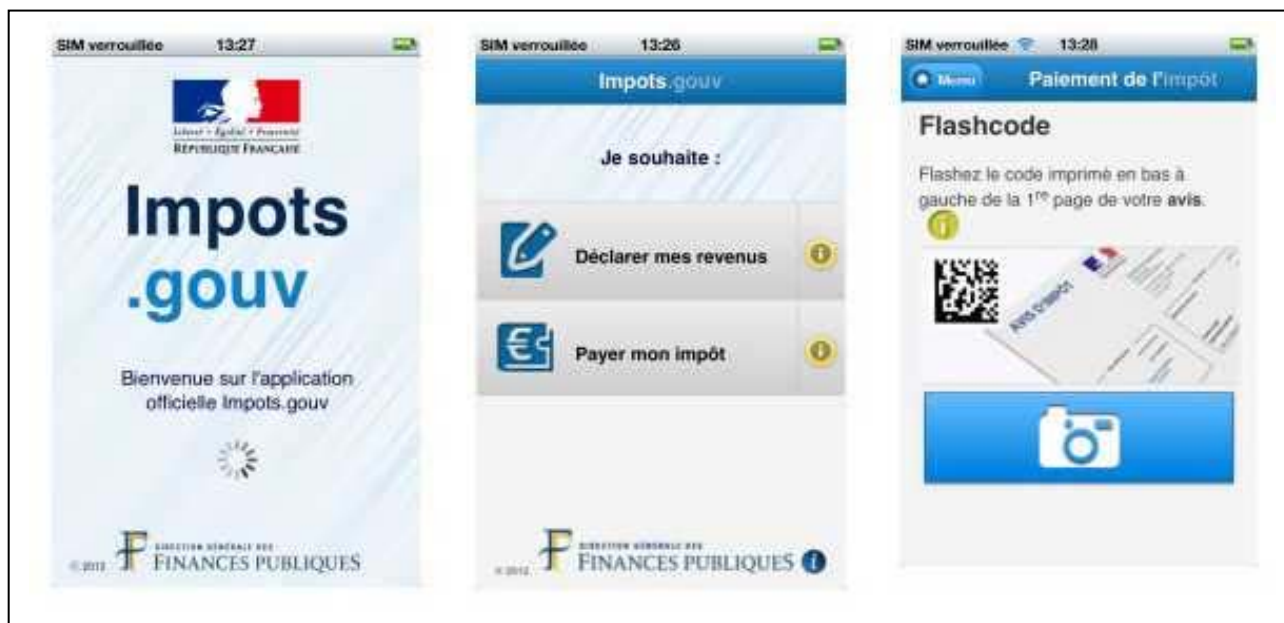 SIM verrouillée 13:27
Liberté • Égalité • Fraternité
RÉPUBLIQUE FRANÇAISE
Impots
.gouv
Bienvenue sur l'application
officielle Impots.gouv
© 2012
DIRECTION GÉNÉRALE DES
FINANCES PUBLIQUES
SIM verrouillée 13:26
Impots.gouv
Je souhaite :
Déclarer mes revenus
Payer mon impôt
© 2012
DIRECTION GÉNÉRALE DES
FINANCES PUBLIQUES
SIM verrouillée 13:28
Menu
Paiement de l'impôt
Flashcode
Flashez le code imprimé en bas à
gauche de la 1re page de votre avis.
AVIS D'IMPÔT